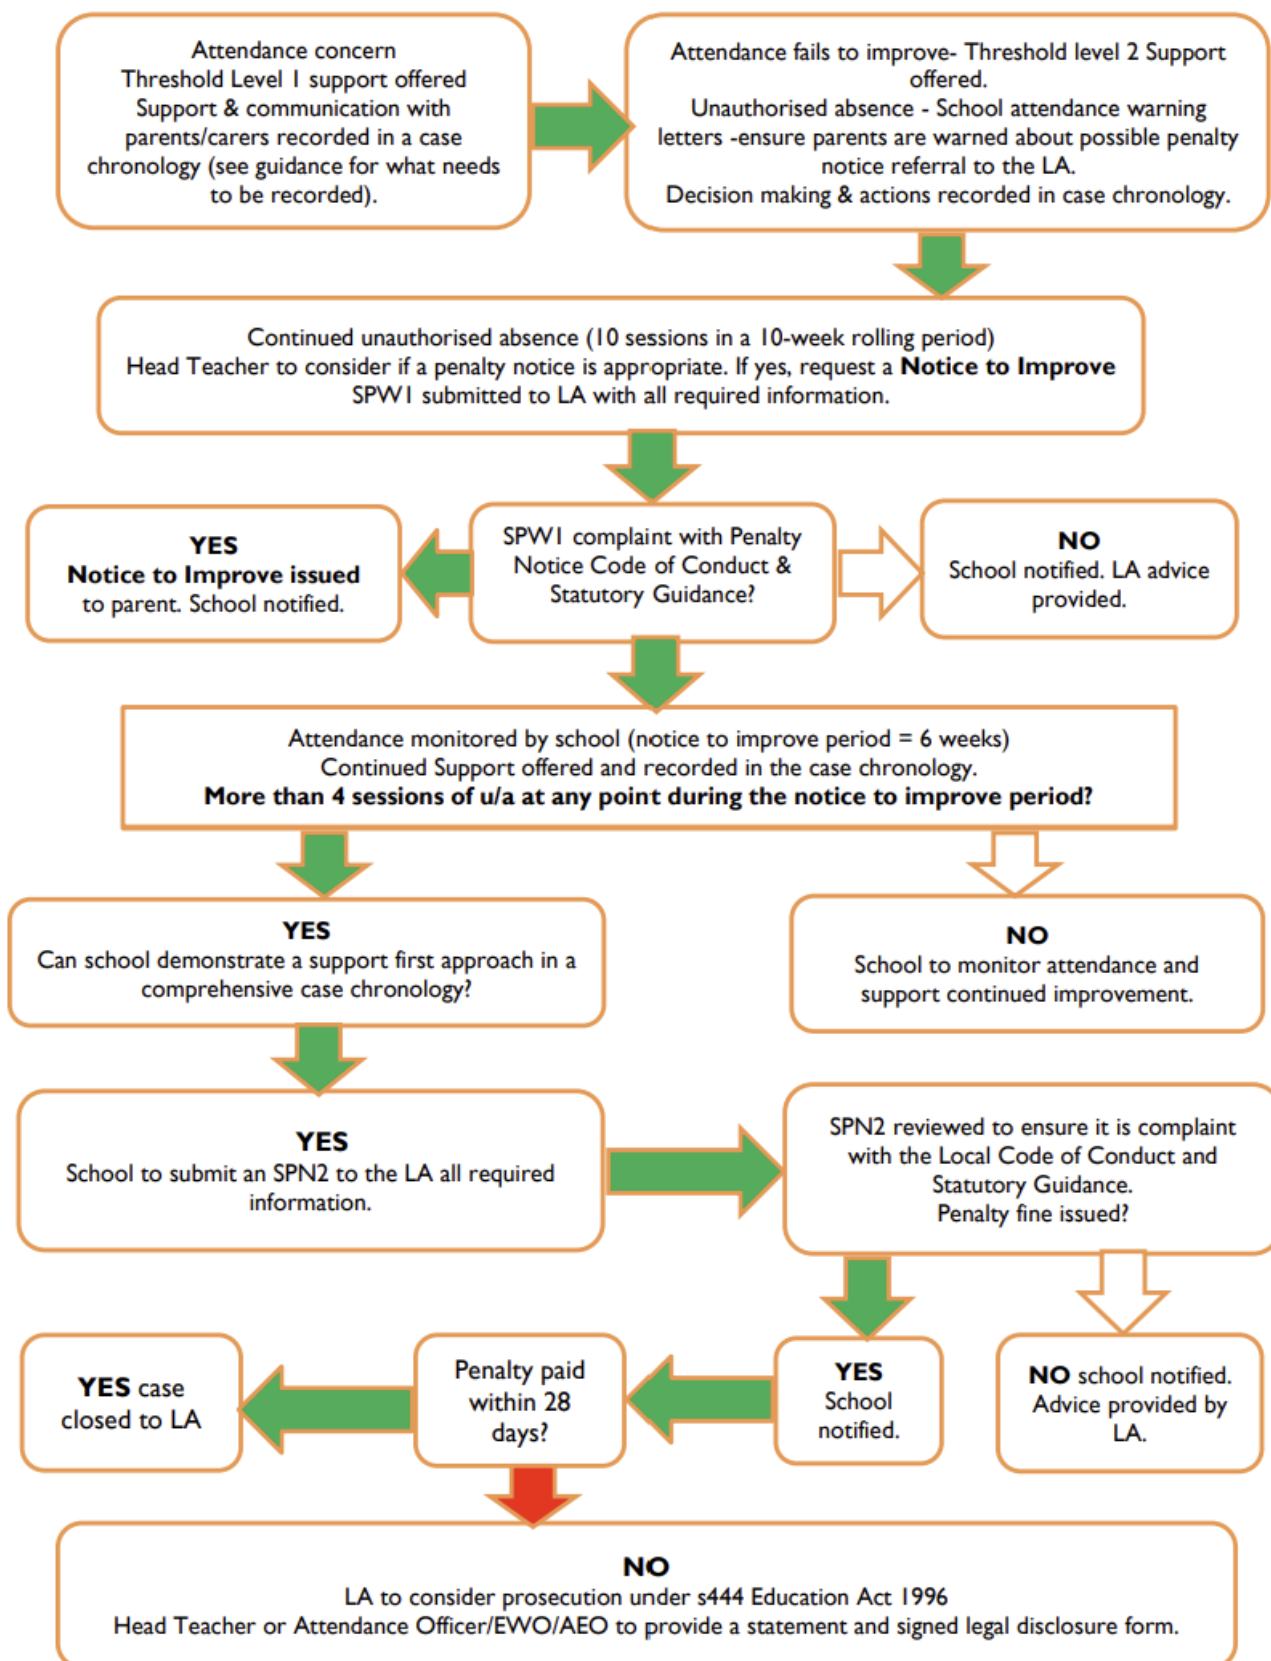 Attendance concern
Threshold Level 1 support offered
Support & communication with
parents/carers recorded in a case
chronology (see guidance for what needs
to be recorded).
Attendance fails to improve- Threshold level 2 Support
offered.
Unauthorised absence - School attendance warning
letters -ensure parents are warned about possible penalty
notice referral to the LA.
Decision making & actions recorded in case chronology.
Continued unauthorised absence (10 sessions in a 10-week rolling period)
Head Teacher to consider if a penalty notice is appropriate. If yes, request a Notice to Improve
SPW1 submitted to LA with all required information.
YES
Notice to Improve issued
to parent. School notified.
SPW1 complaint with Penalty
Notice Code of Conduct &
Statutory Guidance?
NO
School notified. LA advice
provided.
Attendance monitored by school (notice to improve period = 6 weeks)
Continued Support offered and recorded in the case chronology.
More than 4 sessions of u/a at any point during the notice to improve period?
YES
Can school demonstrate a support first approach in a
comprehensive case chronology?
NO
School to monitor attendance and
support continued improvement.
YES
School to submit an SPN2 to the LA all required
information.
SPN2 reviewed to ensure it is complaint
with the Local Code of Conduct and
Statutory Guidance.
Penalty fine issued?
YES case
closed to LA
Penalty paid
within 28
days?
YES
School
notified.
NO school notified.
Advice provided by
LA.
NO
LA to consider prosecution under s444 Education Act 1996
Head Teacher or Attendance Officer/EWO/AEO to provide a statement and signed legal disclosure form.